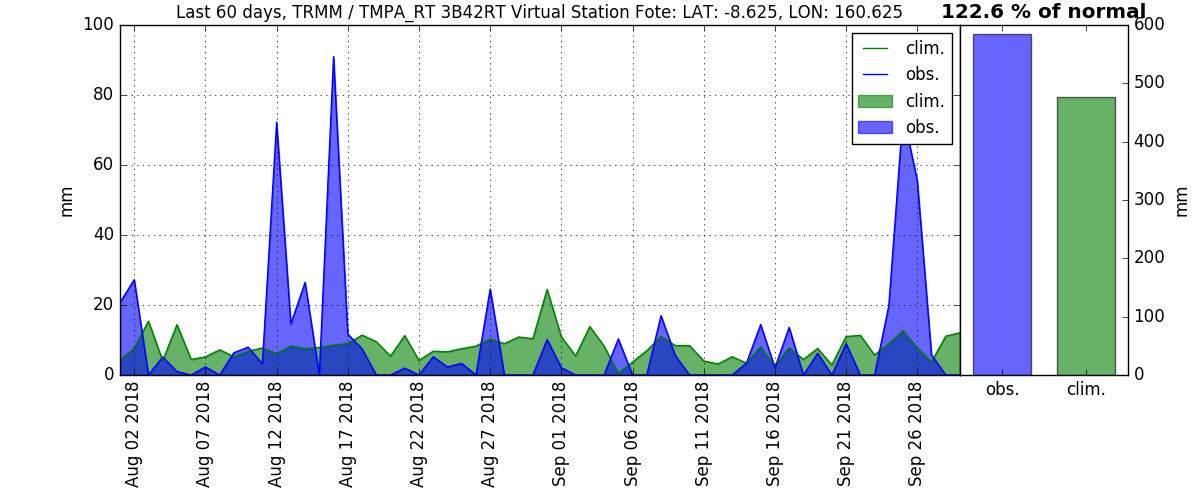 Last 60 days, TRMM / TMPA_RT 3B42RT Virtual Station Fote: LAT: -8.625, LON: 160.625
122.6 % of normal
100
80
60
40
20
0
mm
clim.
obs.
clim.
obs.
600
500
400
300
200
100
0
mm
obs.
clim.
Aug 02 2018
Aug 07 2018
Aug 12 2018
Aug 17 2018
Aug 22 2018
Aug 27 2018
Sep 01 2018
Sep 06 2018
Sep 11 2018
Sep 16 2018
Sep 21 2018
Sep 26 2018